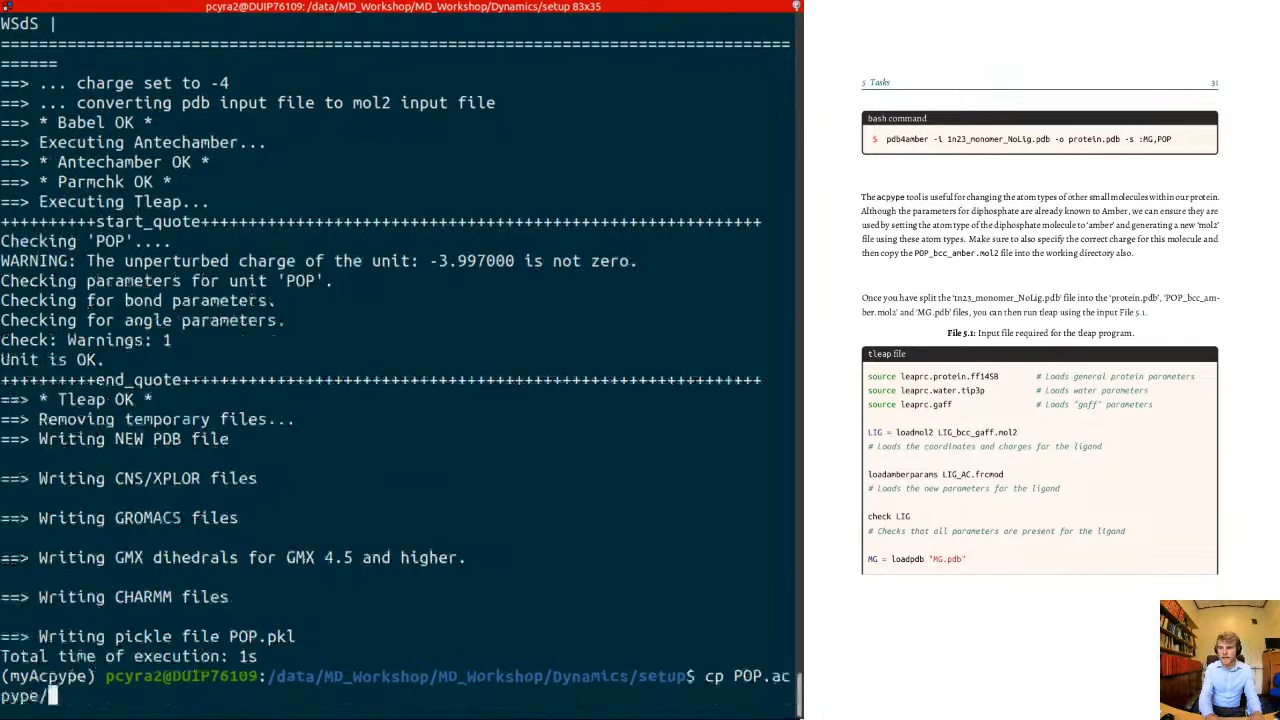 pcyra2@DUIP76109: /data/MD_Workshop/MD_Workshop/Dynamics/setup 83x35
WSdS |
===================================================================================
======
==> ... charge set to -4
==> ... converting pdb input file to mol2 input file
==> * Babel OK *
==> Executing Antechamber...
==> * Antechamber OK *
==> * Parmchk OK *
==> Executing Tleap...
++++++++++start_quote+++++++++++++++++++++++++++++++++++++++++++++++++++++++++++
Checking 'POP'....
WARNING: The unperturbed charge of the unit: -3.997000 is not zero.
Checking parameters for unit 'POP'.
Checking for bond parameters.
Checking for angle parameters.
check: Warnings: 1
Unit is OK.
++++++++++end_quote+++++++++++++++++++++++++++++++++++++++++++++++++++++++++++++
==> * Tleap OK *
==> Removing temporary files...
==> Writing NEW PDB file
==> Writing CNS/XPLOR files
==> Writing GROMACS files
==> Writing GMX dihedrals for GMX 4.5 and higher.
==> Writing CHARMM files
==> Writing pickle file POP.pkl
Total time of execution: 1s
(myAcpype) pcyra2@DUIP76109:/data/MD_Workshop/MD_Workshop/Dynamics/setup$ cp POP.ac
pype/
5 Tasks 31
bash command
$ pdb4amber -i 1n23_monomer_NoLig.pdb -o protein.pdb -s :MG,POP
The acpype tool is useful for changing the atom types of other small molecules within our protein.
Although the parameters for diphosphate are already known to Amber, we can ensure they are
used by setting the atom type of the diphosphate molecule to 'amber' and generating a new 'mol2'
file using these atom types. Make sure to also specify the correct charge for this molecule and
then copy the POP_bcc_amber.mol2 file into the working directory also.
Once you have split the '1n23_monomer_NoLig.pdb' file into the 'protein.pdb', 'POP_bcc_am-
ber.mol2' and 'MG.pdb' files, you can then run tleap using the input File 5.1.
File 5.1: Input file required for the tleap program.
tleap file
source leaprc.protein.ff14SB # Loads general protein parameters
source leaprc.water.tip3p # Loads water parameters
source leaprc.gaff # Loads "gaff" parameters
LIG = loadmol2 LIG_bcc_gaff.mol2
# Loads the coordinates and charges for the ligand
loadamberparams LIG_AC.frcmod
# Loads the new parameters for the ligand
check LIG
# Checks that all parameters are present for the ligand
MG = loadpdb "MG.pdb"